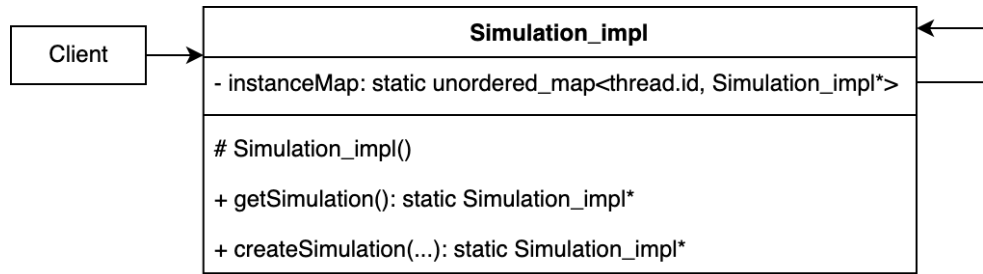 Simulation_impl
Client
- instanceMap: static unordered_map<thread.id, Simulation_impl*>
# Simulation_impl()
+ getSimulation(): static Simulation_impl*
+ createSimulation(...): static Simulation_impl*